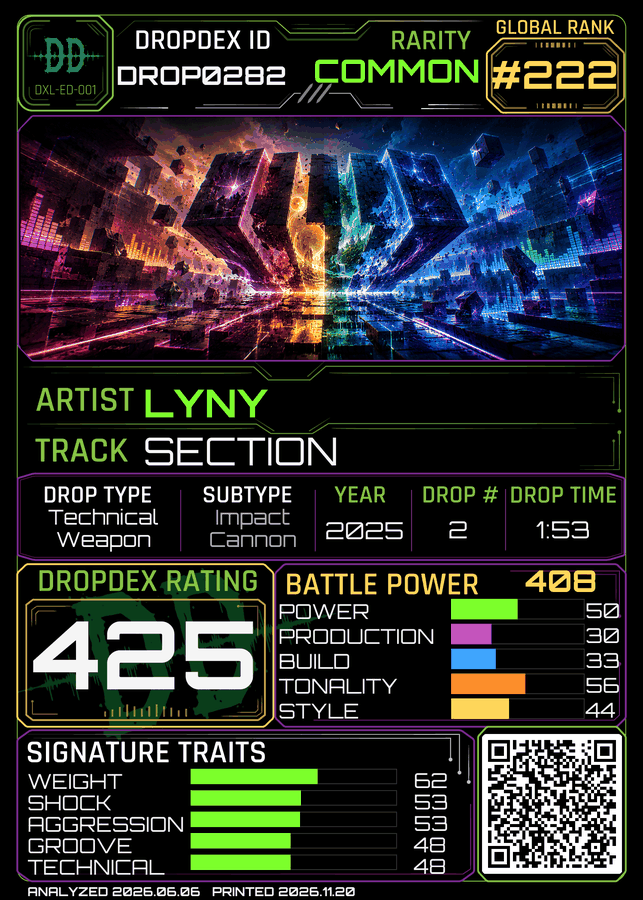 DD
DXL-ED-001
DROPDEX ID
DROP0282
RARITY
COMMON
GLOBAL RANK
#222
ARTIST LYNY
TRACK SECTION
DROP TYPE
Technical
Weapon
SUBTYPE
Impact
Cannon
YEAR
2025
DROP #
2
DROP TIME
1:53
DROPDEX RATING
425
BATTLE POWER 408
POWER 50
PRODUCTION 30
BUILD 33
TONALITY 56
STYLE 44
SIGNATURE TRAITS
WEIGHT 62
SHOCK 53
AGGRESSION 53
GROOVE 48
TECHNICAL 48
ANALYZED 2026.06.06 PRINTED 2026.11.20